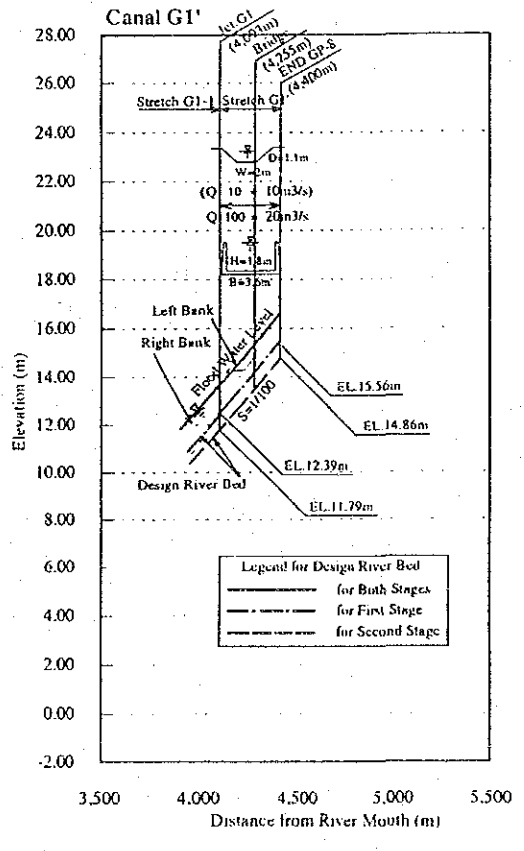 Canal G1'
Jct.G1
(4,093m)
Bridge
(4,255m)
END GP-8
(4,400m)
28.00
26.00
24.00
22.00
20.00
18.00
16.00
14.00
12.00
10.00
8.00
6.00
4.00
2.00
0.00
-2.00
Elevation (m)
Stretch G1-
Stretch G1
D=1.1m
W=2m
(Q 10 10m3/s)
Q 100 20m3/s
H=1.8m
B=3.6m
Left Bank
Right Bank
Flood Water Level
S=1/100
Design River Bed
EL.15.56m
EL.14.86m
EL.12.39m
EL.11.79m
Legend for Design River Bed
for Both Stages
for First Stage
for Second Stage
3.500
4.000
4.500
5.000
5.500
Distance from River Mouth (m)